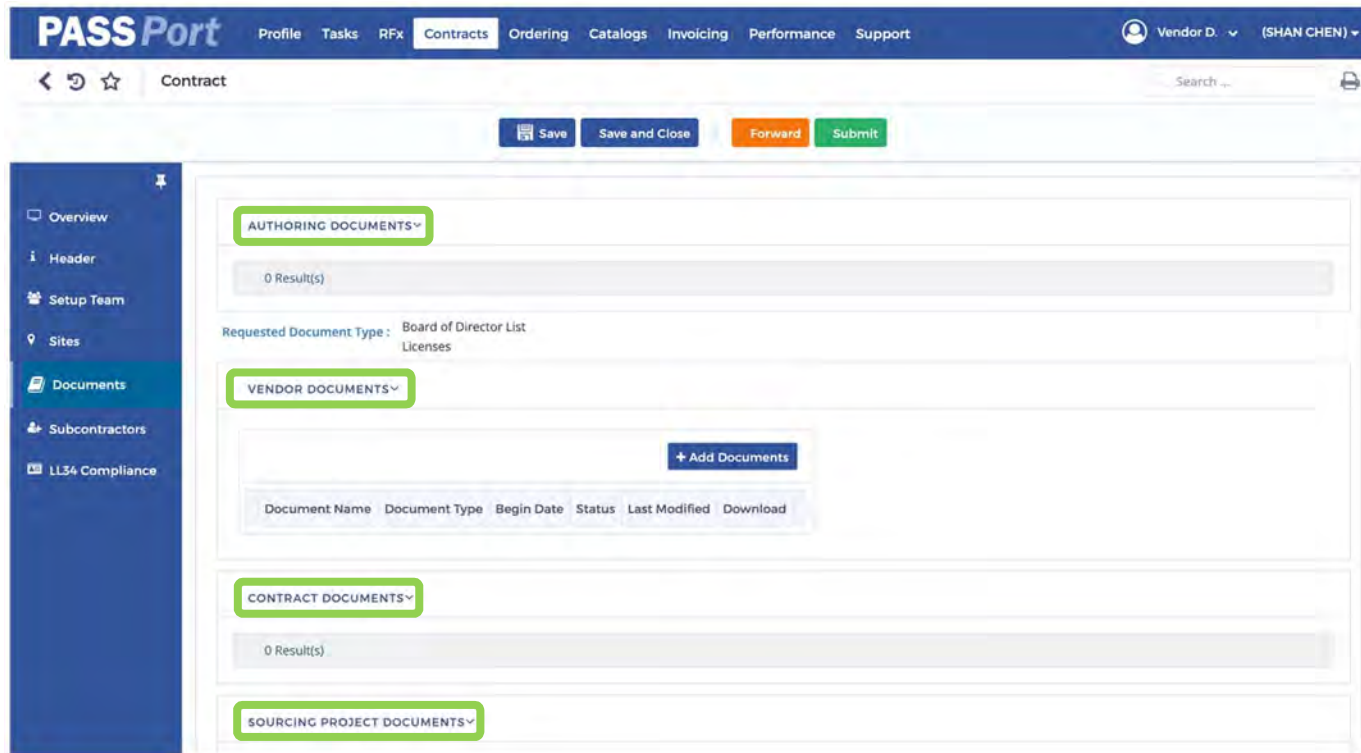 PASSPort Profile Tasks RFx Contracts Ordering Catalogs Invoicing Performance Support Vendor D. (SHAN CHEN)
Contract Search ...
Save Save and Close Forward Submit
Overview
Header
Setup Team
Sites
Documents
Subcontractors
LL34 Compliance
AUTHORING DOCUMENTS
0 Result(s)
Requested Document Type : Board of Director List
Licenses
VENDOR DOCUMENTS
+ Add Documents
Document Name Document Type Begin Date Status Last Modified Download
CONTRACT DOCUMENTS
0 Result(s)
SOURCING PROJECT DOCUMENTS